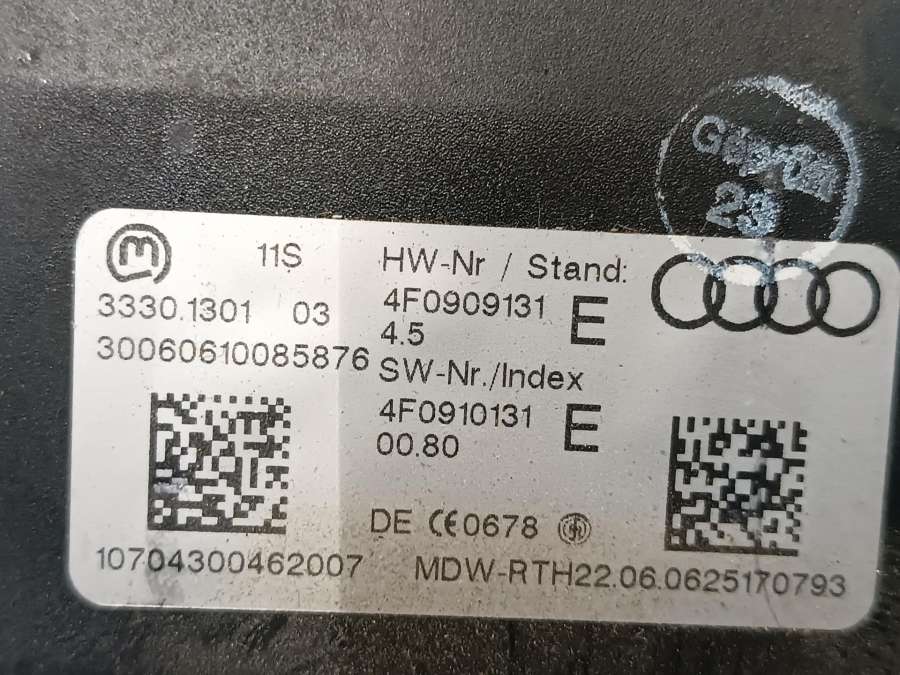 m 11S
3330.1301 03
30060610085876
HW-Nr / Stand:
4F0909131 E
4.5
SW-Nr./Index
4F0910131 E
00.80
DE CE0678
10704300462007
MDW-RTH22.06.0625170793
23